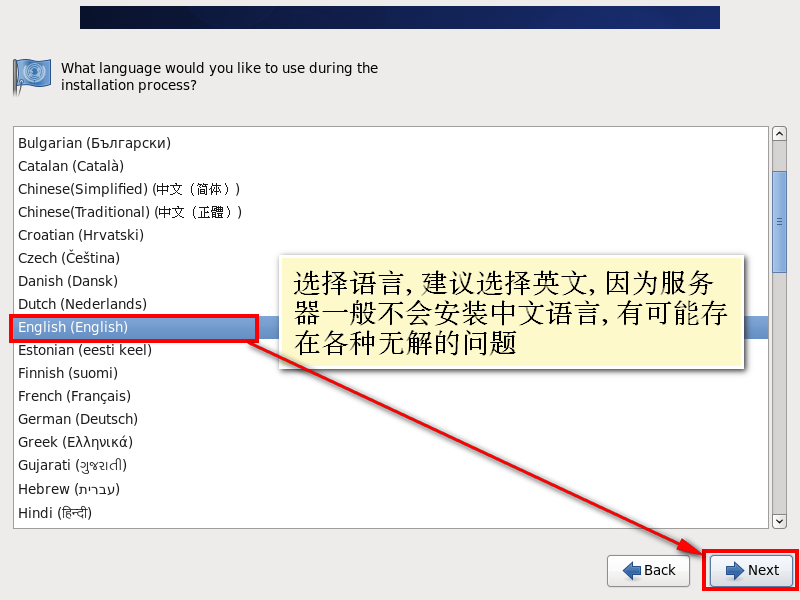 What language would you like to use during the
installation process?
Bulgarian (Български)
Catalan (Català)
Chinese(Simplified) (中文（简体）)
Chinese(Traditional) (中文（正體）)
Croatian (Hrvatski)
Czech (Čeština)
Danish (Dansk)
Dutch (Nederlands)
English (English)
Estonian (eesti keel)
Finnish (suomi)
French (Français)
German (Deutsch)
Greek (Ελληνικά)
Gujarati (ગુજરાતી)
Hebrew (עברית)
Hindi (हिन्दी)
选择语言, 建议选择英文, 因为服务
器一般不会安装中文语言, 有可能存
在各种无解的问题
Back
Next